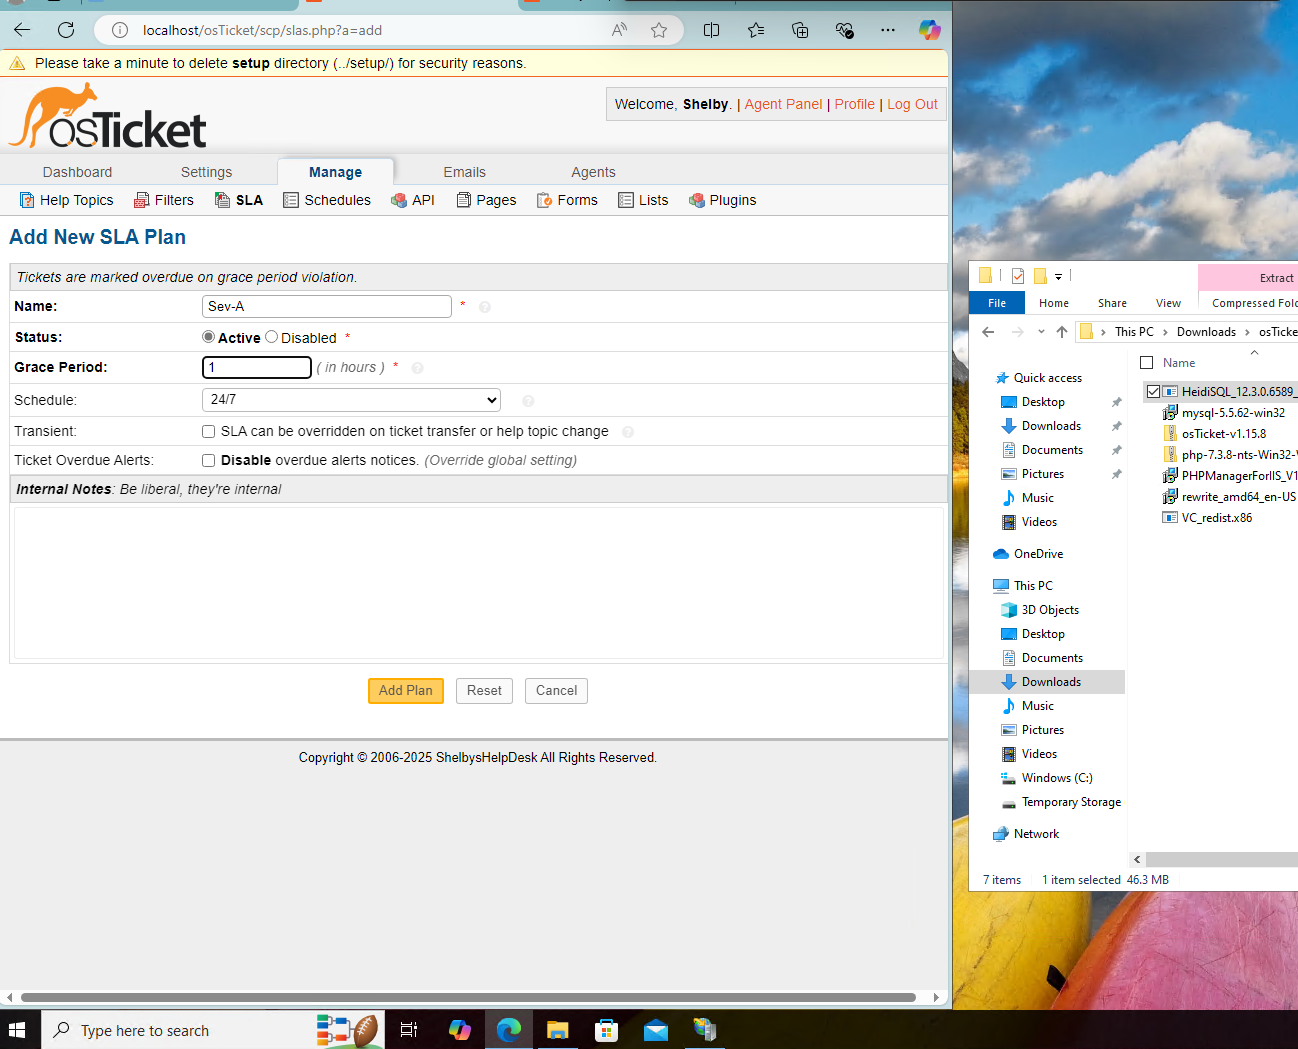 localhost/osTicket/scp/slas.php?a=add
Please take a minute to delete setup directory (../setup/) for security reasons.
osTicket
Welcome, Shelby. | Agent Panel | Profile | Log Out
Dashboard Settings Manage Emails Agents
Help Topics Filters SLA Schedules API Pages Forms Lists Plugins
Add New SLA Plan
Tickets are marked overdue on grace period violation.
Name: Sev-A *
Status: Active Disabled *
Grace Period: 1 ( in hours ) *
Schedule: 24/7
Transient: SLA can be overridden on ticket transfer or help topic change
Ticket Overdue Alerts: Disable overdue alerts notices. (Override global setting)
Internal Notes: Be liberal, they're internal
Add Plan Reset Cancel
Copyright © 2006-2025 ShelbysHelpDesk All Rights Reserved.
Extract
File Home Share View Compressed Fol
This PC > Downloads > osTicke
Name
Quick access
Desktop
Downloads
Documents
Pictures
Music
Videos
OneDrive
This PC
3D Objects
Desktop
Documents
Downloads
Music
Pictures
Videos
Windows (C:)
Temporary Storage
Network
HeidiSQL_12.3.0.6589_
mysql-5.5.62-win32
osTicket-v1.15.8
php-7.3.8-nts-Win32-
PHPManagerForIIS_V1
rewrite_amd64_en-US
VC_redist.x86
7 items 1 item selected 46.3 MB
Type here to search